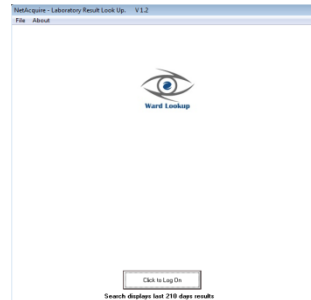 NetAcquire - Laboratory Result Look Up. V 1.2
File About
Ward Lookup
Click to Log On
Search displays last 210 days results